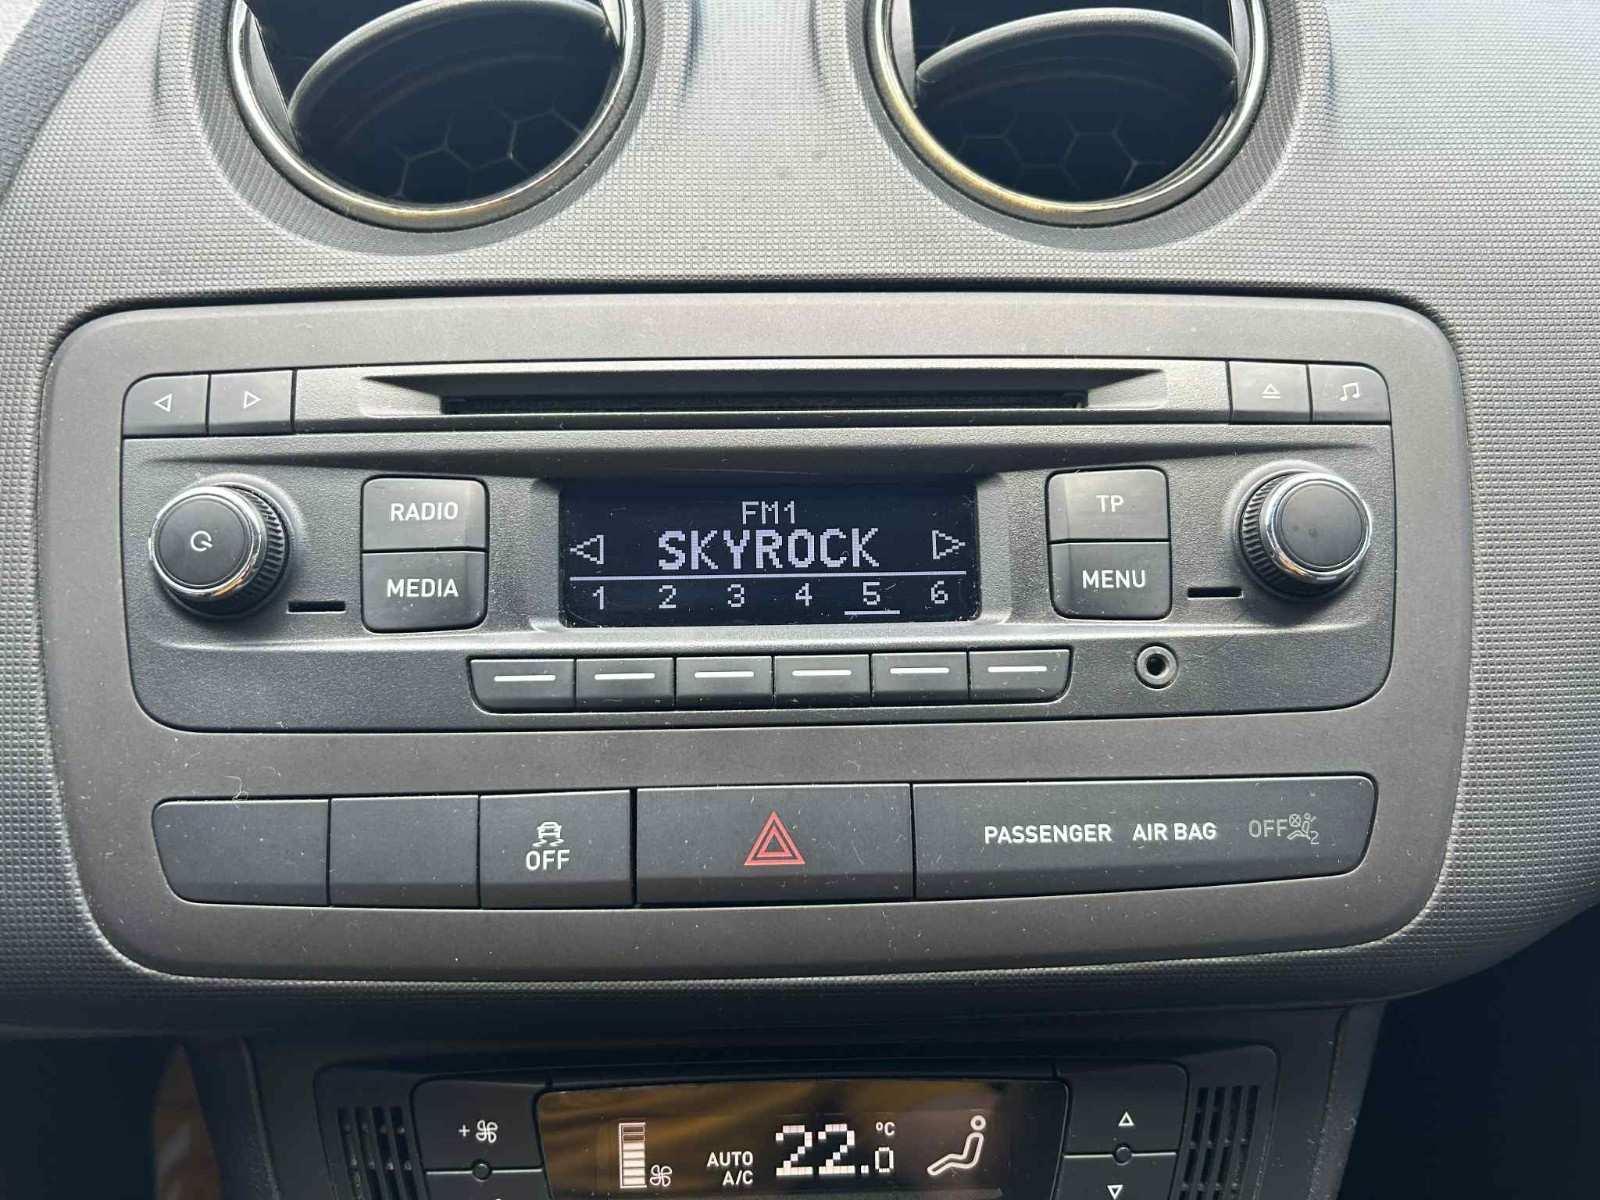 RADIO
MEDIA
FM1
SKYROCK
1 2 3 4 5 6
TP
MENU
OFF
PASSENGER AIR BAG OFF 2
+
AUTO
A/C
22.0 °C